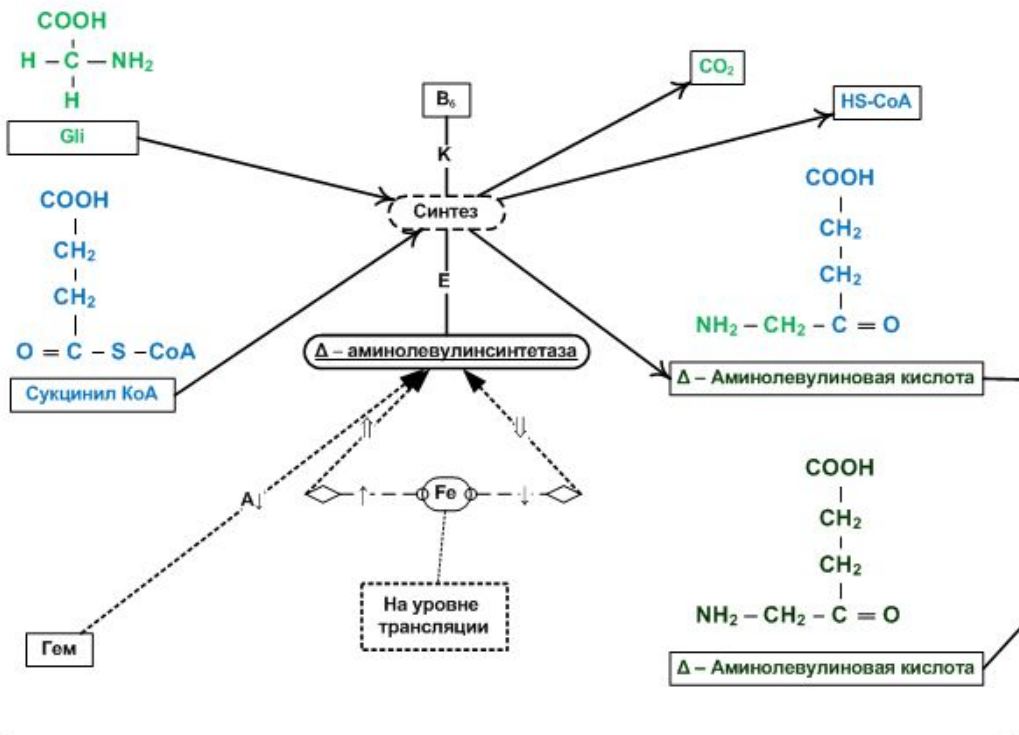 COOH
H – C – NH₂
H
Gli
B₆
CO₂
HS-CoA
K
Синтез
COOH
CH₂
CH₂
O = C – S – CoA
Сукцинил КоА
E
COOH
CH₂
CH₂
NH₂ – CH₂ – C = O
Δ – аминолевулинсинтетаза
Δ – Аминолевулиновая кислота
⇑
⇓
A↓
↑
Fe
↓
COOH
CH₂
CH₂
NH₂ – CH₂ – C = O
На уровне
трансляции
Гем
Δ – Аминолевулиновая кислота